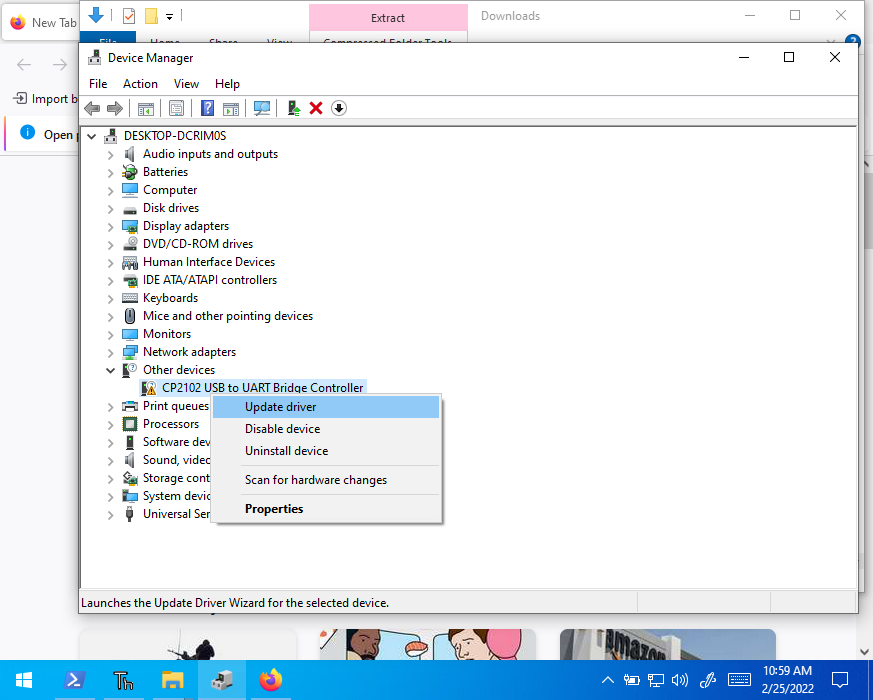 New Tab
Extract
Downloads
File
Home
Share
View
Compressed Folder Tools
Device Manager
File Action View Help
Import b
Open
DESKTOP-DCRIM0S
Audio inputs and outputs
Batteries
Computer
Disk drives
Display adapters
DVD/CD-ROM drives
Human Interface Devices
IDE ATA/ATAPI controllers
Keyboards
Mice and other pointing devices
Monitors
Network adapters
Other devices
CP2102 USB to UART Bridge Controller
Print queues
Processors
Software dev
Sound, video
Storage cont
System devic
Universal Ser
Update driver
Disable device
Uninstall device
Scan for hardware changes
Properties
Launches the Update Driver Wizard for the selected device.
amazon
Th
10:59 AM
2/25/2022